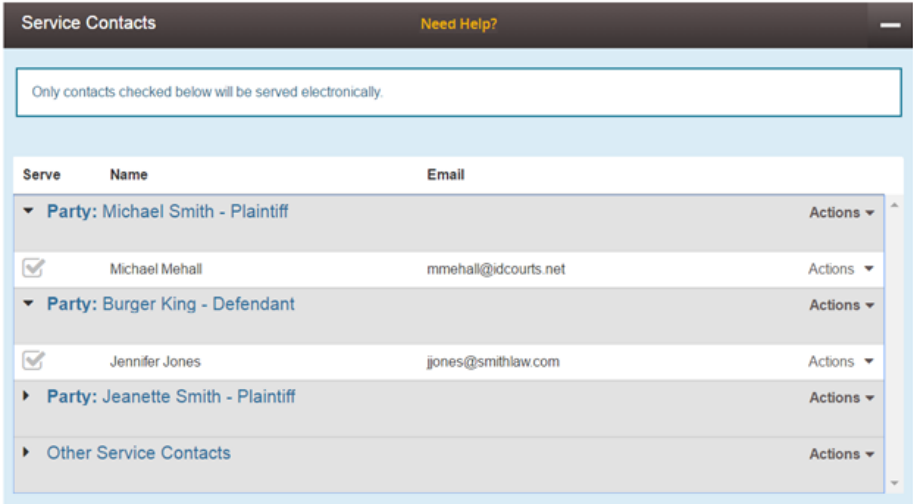 Service Contacts Need Help?
Only contacts checked below will be served electronically.
Serve Name Email
Party: Michael Smith - Plaintiff Actions
Michael Mehall mmehall@idcourts.net Actions
Party: Burger King - Defendant Actions
Jennifer Jones jjones@smithlaw.com Actions
Party: Jeanette Smith - Plaintiff Actions
Other Service Contacts Actions